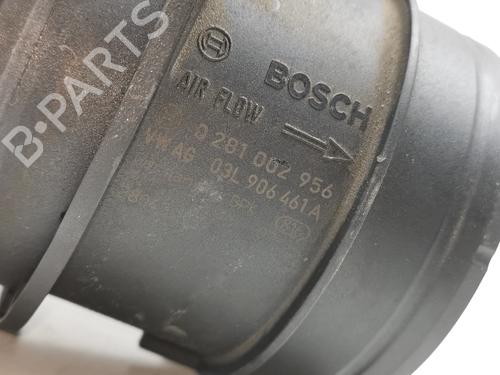 B-PARTS
BOSCH
AIR FLOW
0 281 002 956
VW AG 03L 906 461A